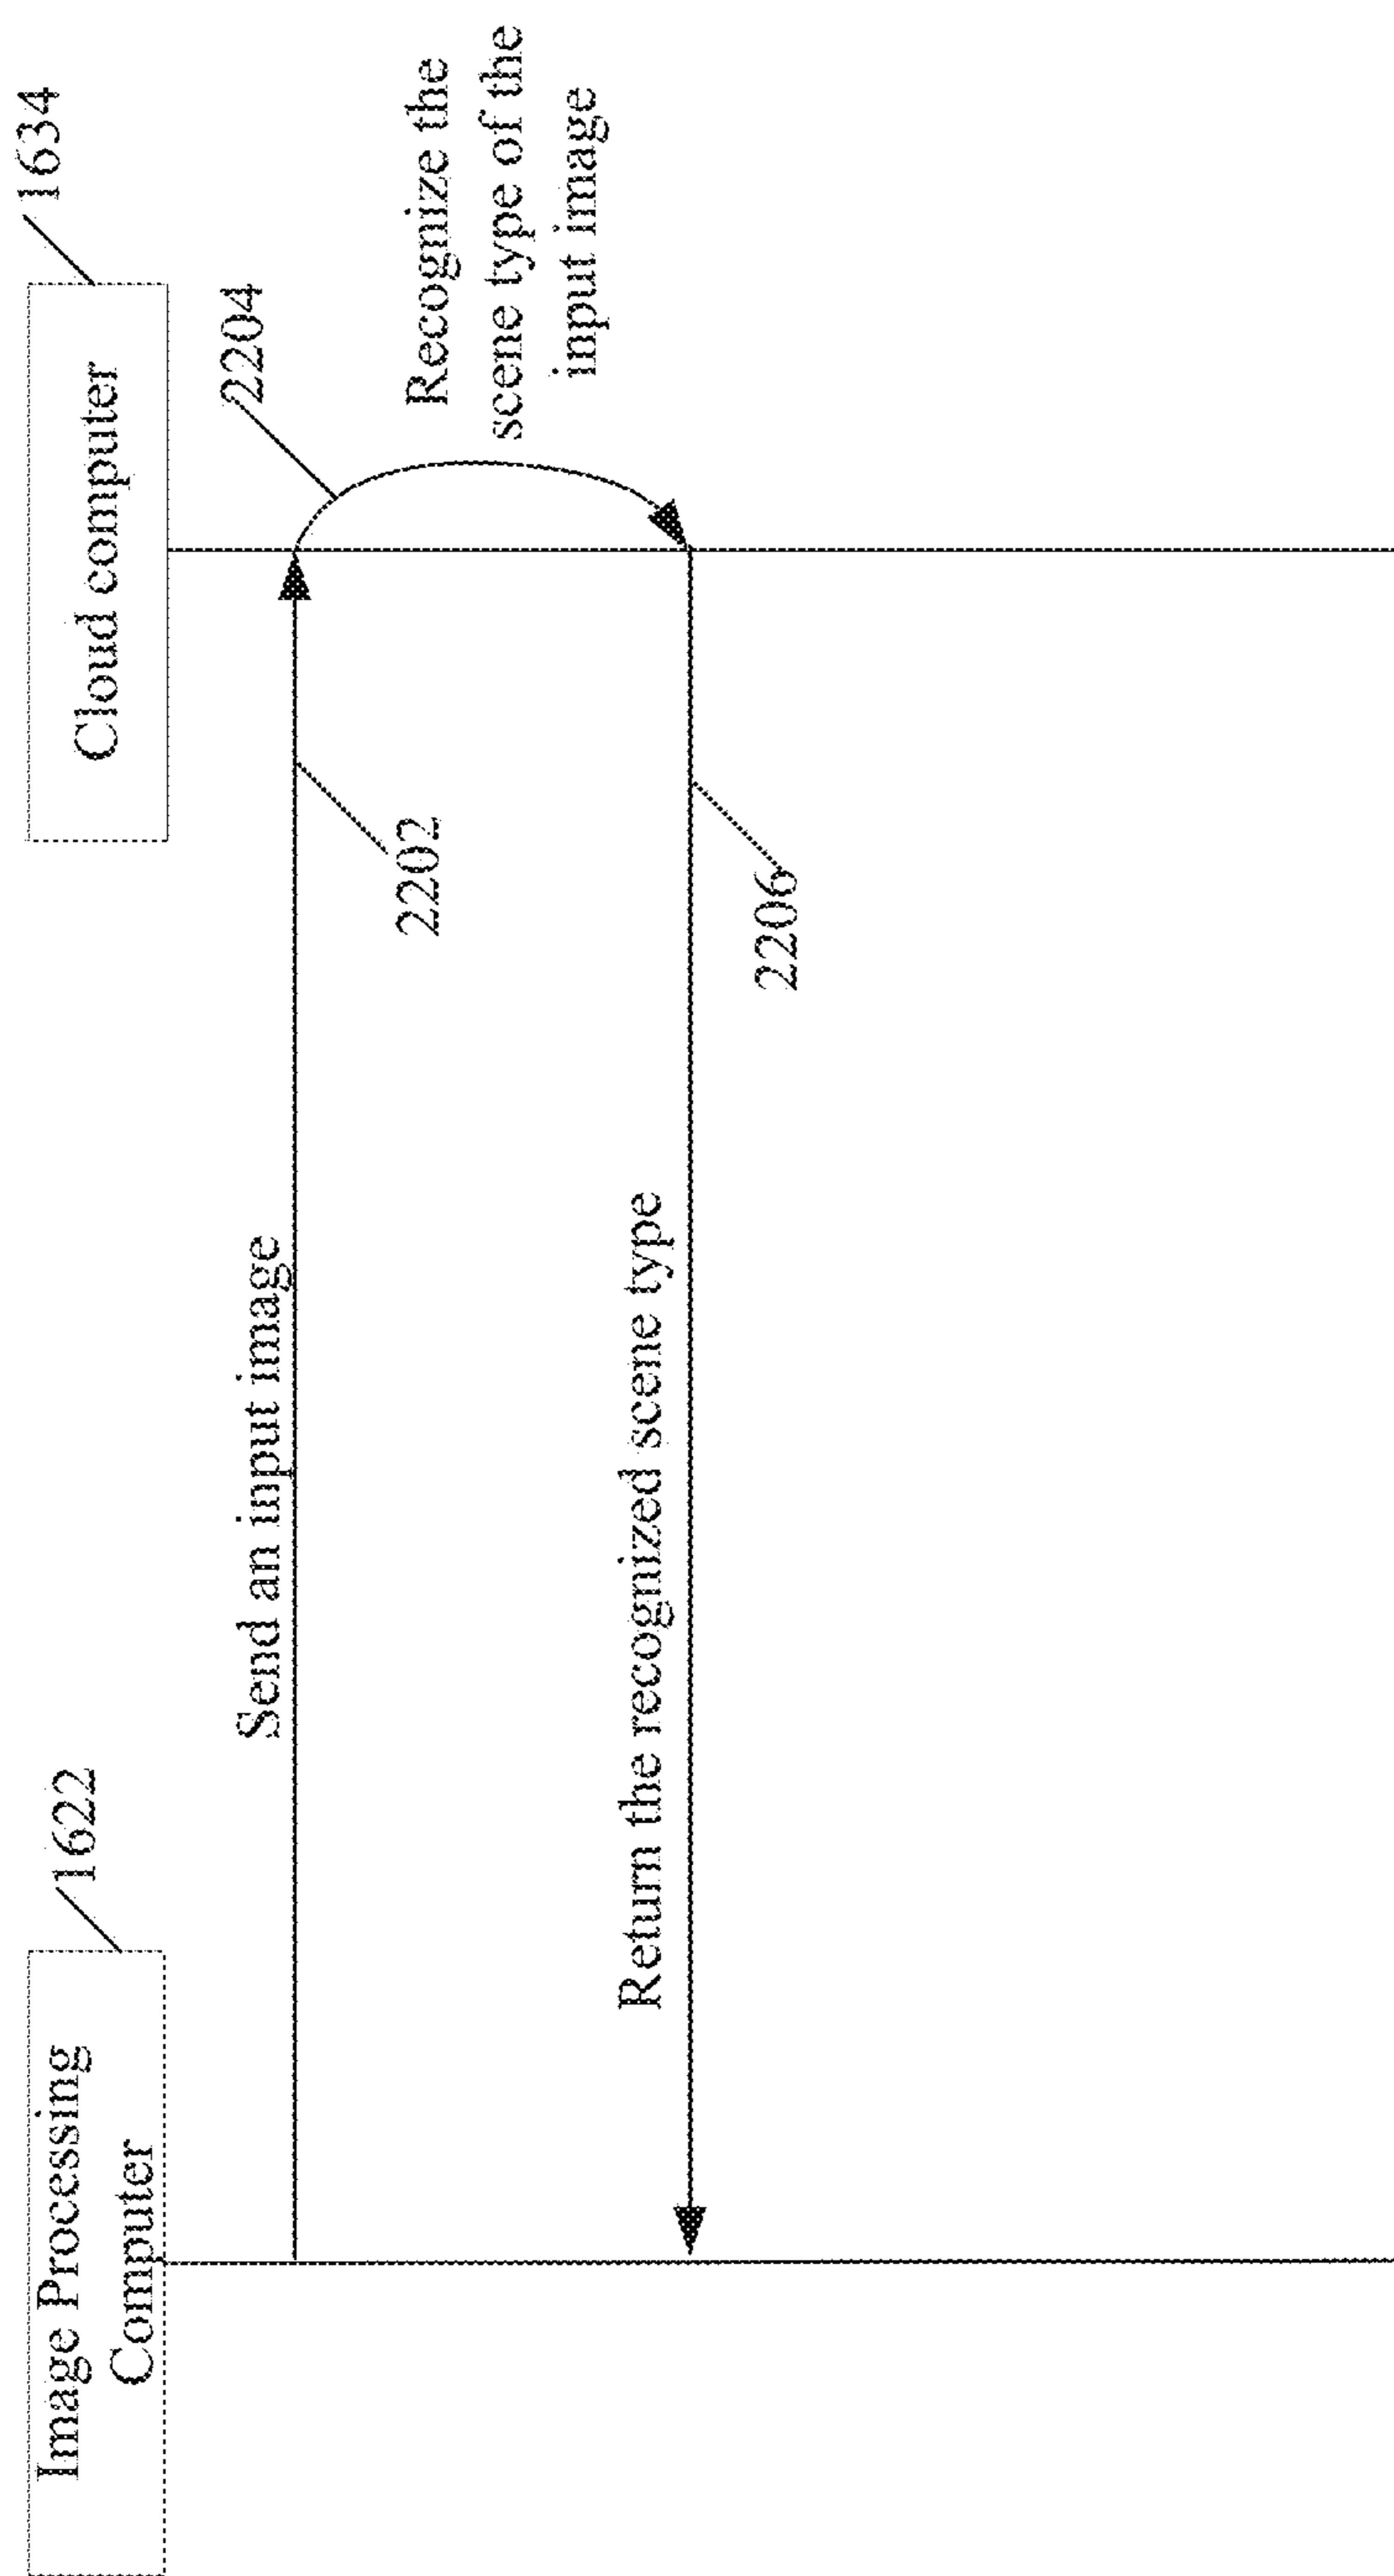 Image Processing
Computer
1622
Cloud computer
1634
Send an input image
2202
2204
Recognize the
scene type of the
input image
Return the recognized scene type
2206